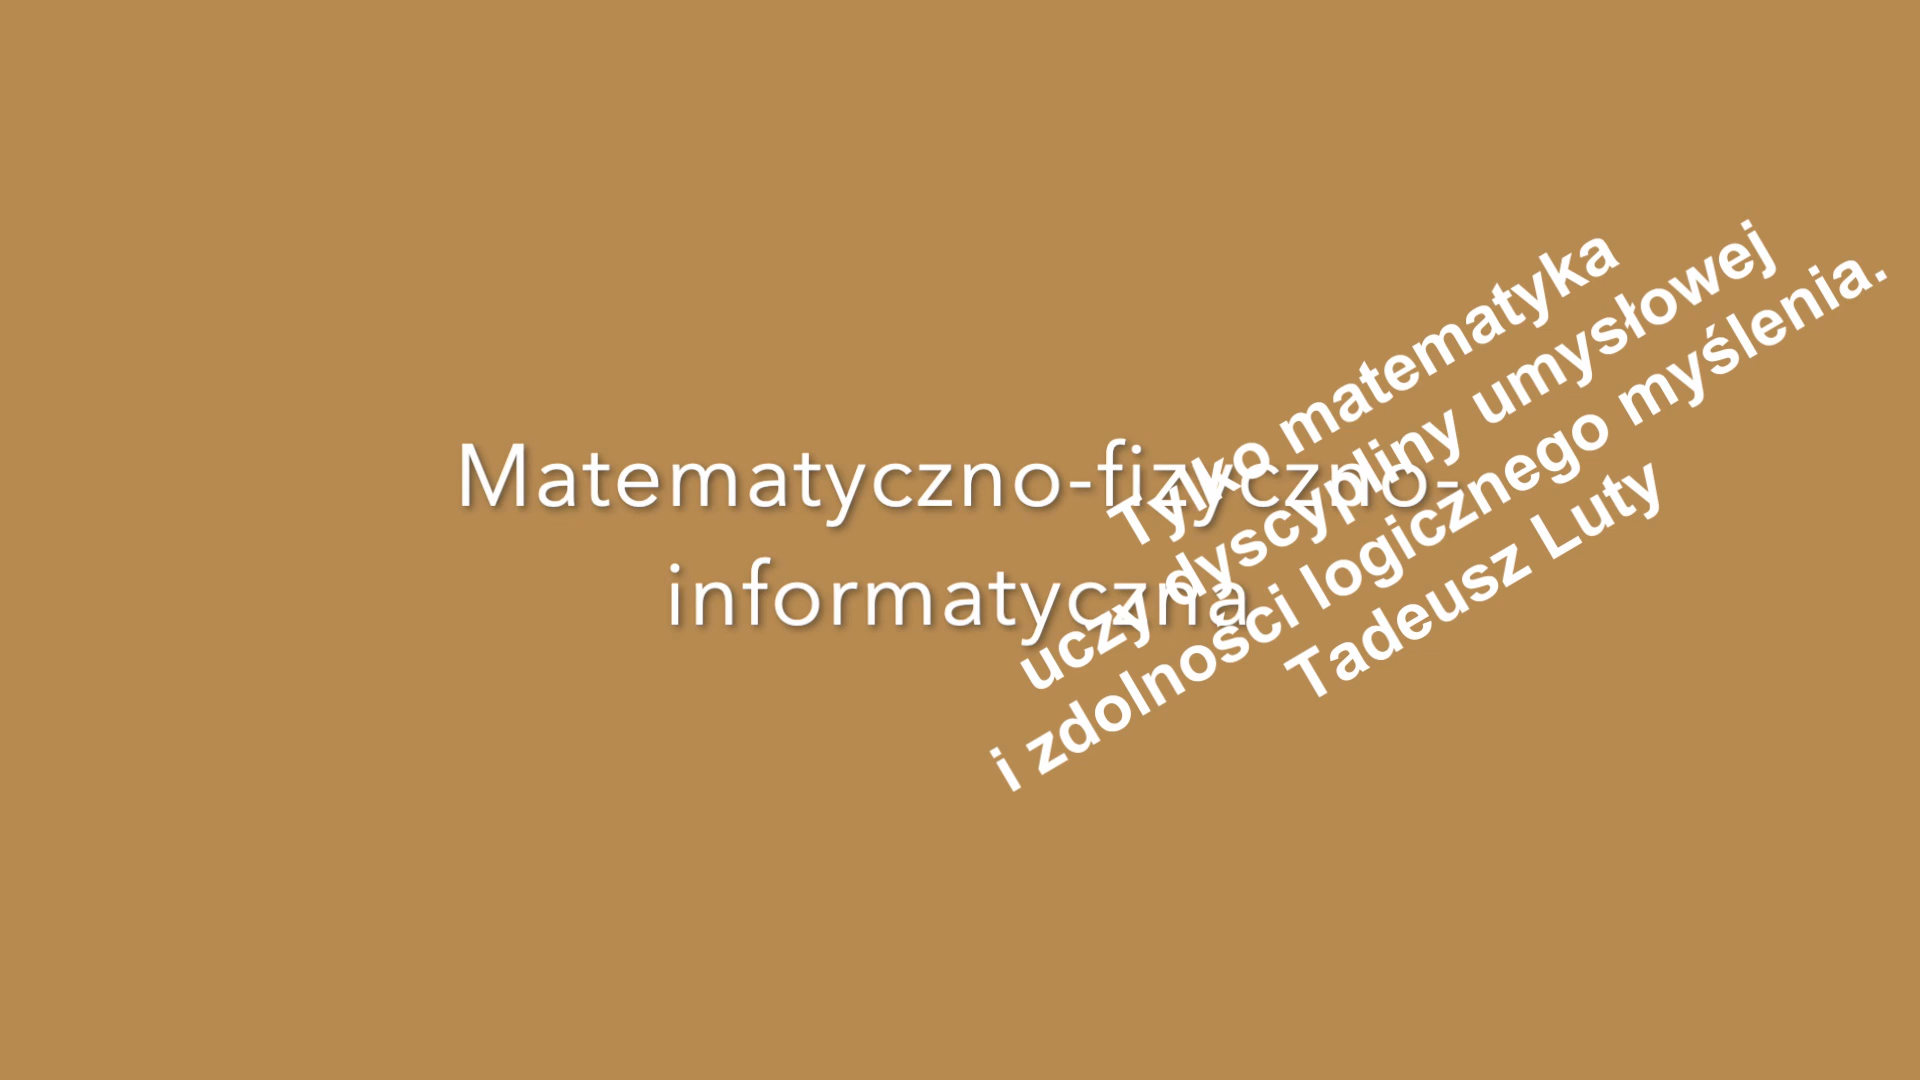 Matematyczno-fizyczno-
informatyczna
Tylko matematyka
uczy dyscypliny umysłowej
i zdolności logicznego myślenia.
Tadeusz Luty